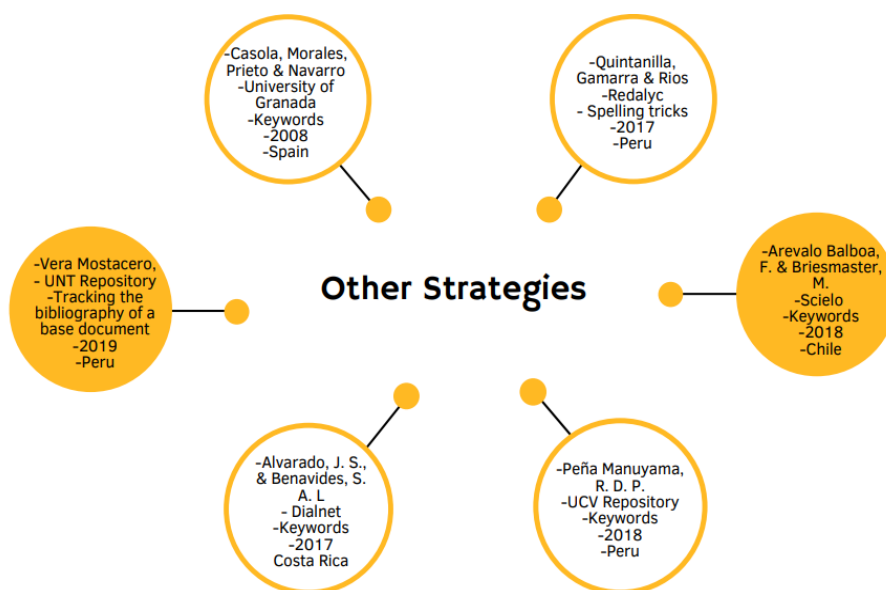 -Casola, Morales,
Prieto & Navarro
-University of
Granada
-Keywords
-2008
-Spain
-Quintanilla,
Gamarra & Rios
-Redalyc
- Spelling tricks
-2017
-Peru
-Vera Mostacero,
- UNT Repository
-Tracking the
bibliography of a
base document
-2019
-Peru
Other Strategies
-Arevalo Balboa,
F. & Briesmaster,
M.
-Scielo
-Keywords
-2018
-Chile
-Alvarado, J. S.,
& Benavides, S.
A. L
- Dialnet
-Keywords
-2017
Costa Rica
-Peña Manuyama,
R. D. P.
-UCV Repository
-Keywords
-2018
-Peru